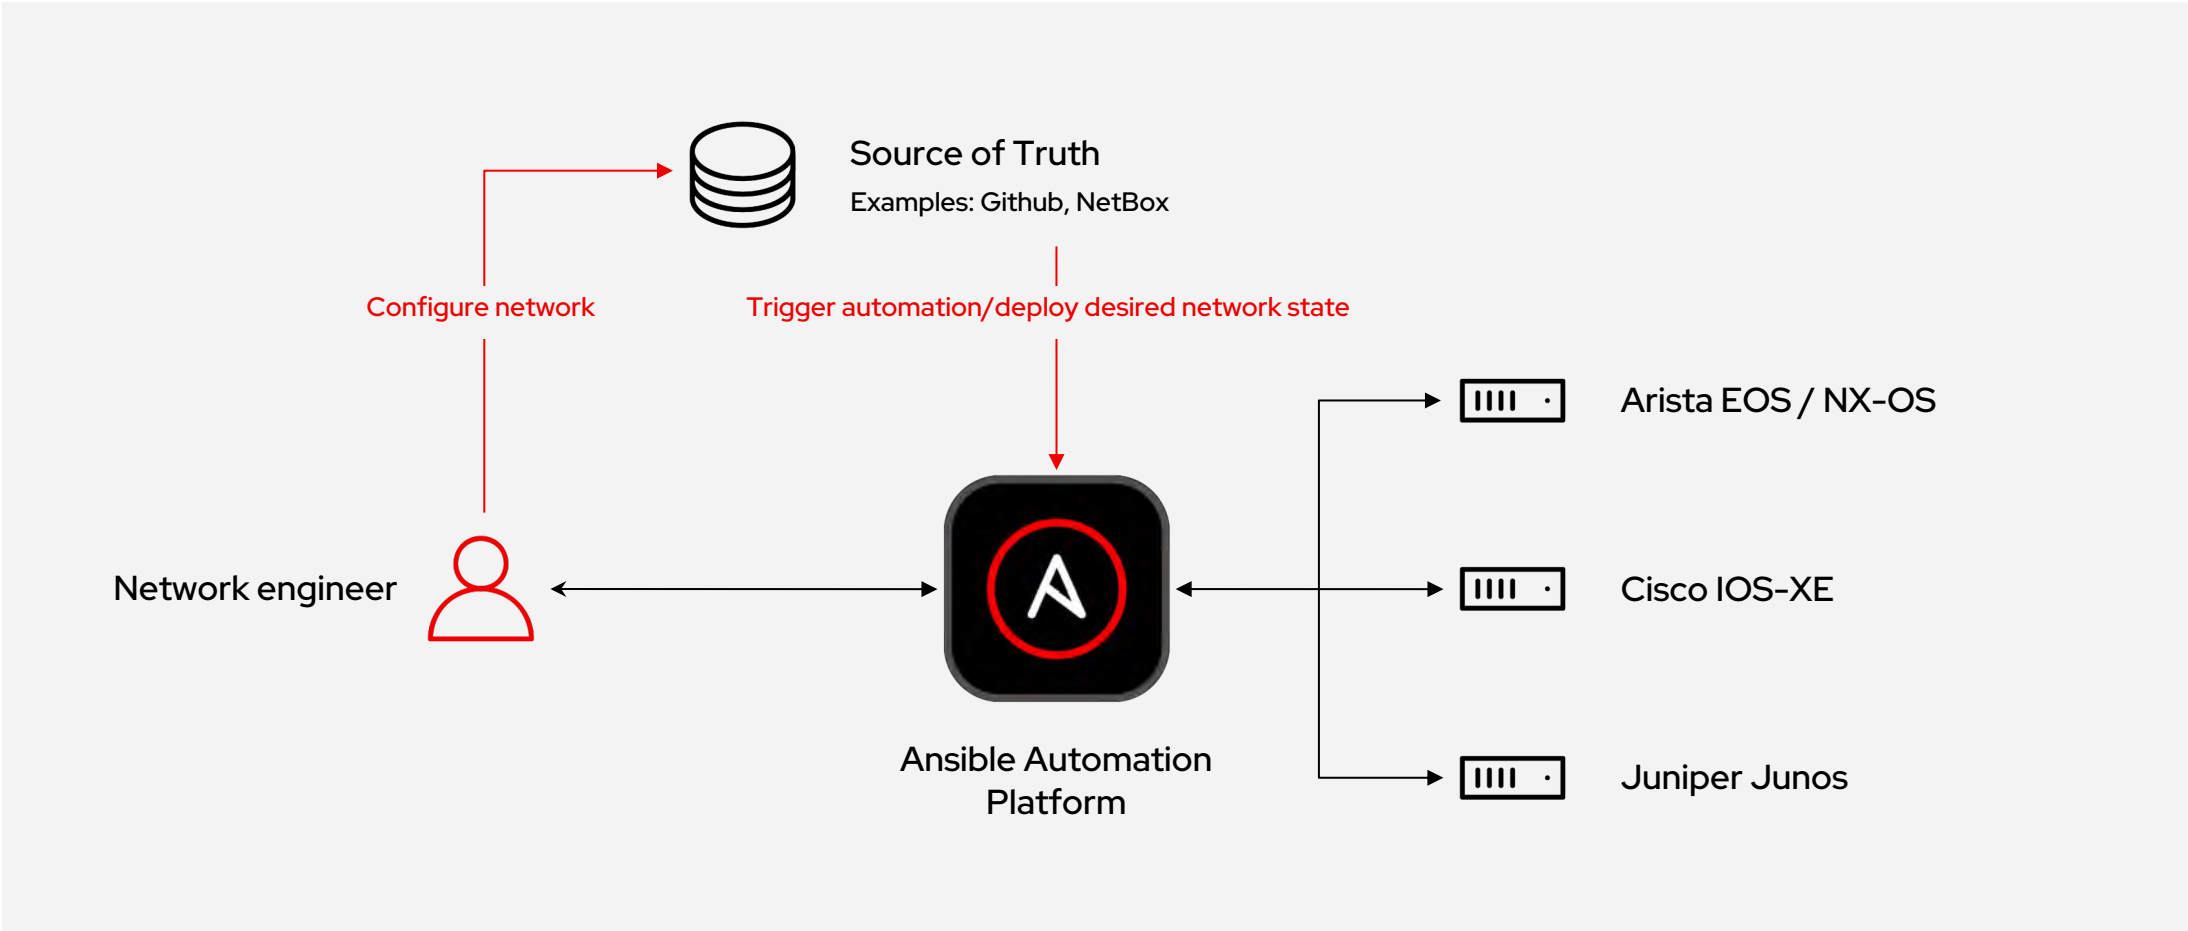 Source of Truth
Examples: Github, NetBox
Configure network
Trigger automation/deploy desired network state
Arista EOS / NX-OS
Network engineer
Cisco IOS-XE
Ansible Automation
Platform
Juniper Junos